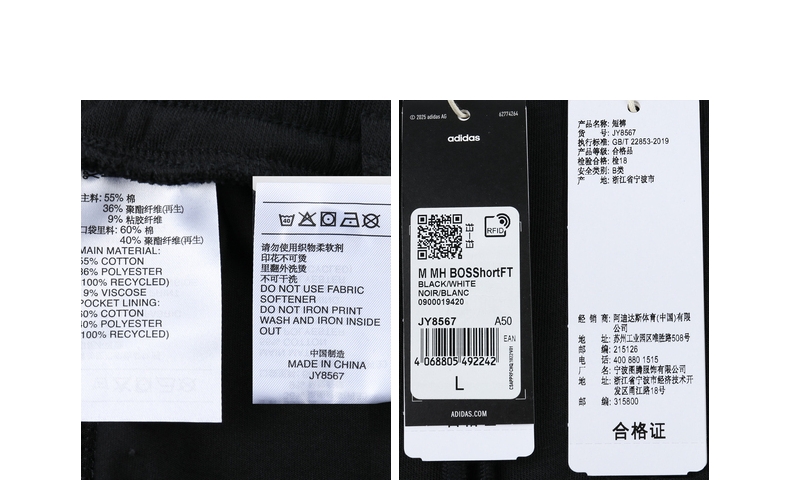 主料: 55% 棉
36% 聚酯纤维(再生)
9% 粘胶纤维
口袋里料: 60% 棉
40% 聚酯纤维(再生)
MAIN MATERIAL:
55% COTTON
36% POLYESTER
(100% RECYCLED)
9% VISCOSE
POCKET LINING:
60% COTTON
40% POLYESTER
(100% RECYCLED)
40
请勿使用织物柔软剂
印花不可烫
里翻外洗烫
不可干洗
DO NOT USE FABRIC
SOFTENER
DO NOT IRON PRINT
WASH AND IRON INSIDE
OUT
中国制造
MADE IN CHINA
JY8567
© 2025 adidas AG
62774264
adidas
RFID
M MH BOSShortFT
BLACK/WHITE
NOIR/BLANC
0900019420
JY8567 A50
EAN
4 068805 492242
L
ADIDAS.COM
产品名称: 短裤
货 号: JY8567
执行标准: GB/T 22853-2019
产品等级: 合格品
检验合格: 检18
安全类别: B类
产 地: 浙江省宁波市
经 销 商: 阿迪达斯体育(中国)有限
公司
地 址: 苏州工业园区唯胜路508号
邮 编: 215126
电 话: 400 880 1515
厂 名: 宁波甬腾服饰有限公司
地 址: 浙江省宁波市经济技术开
发区甬江路18号
邮 编: 315800
合格证